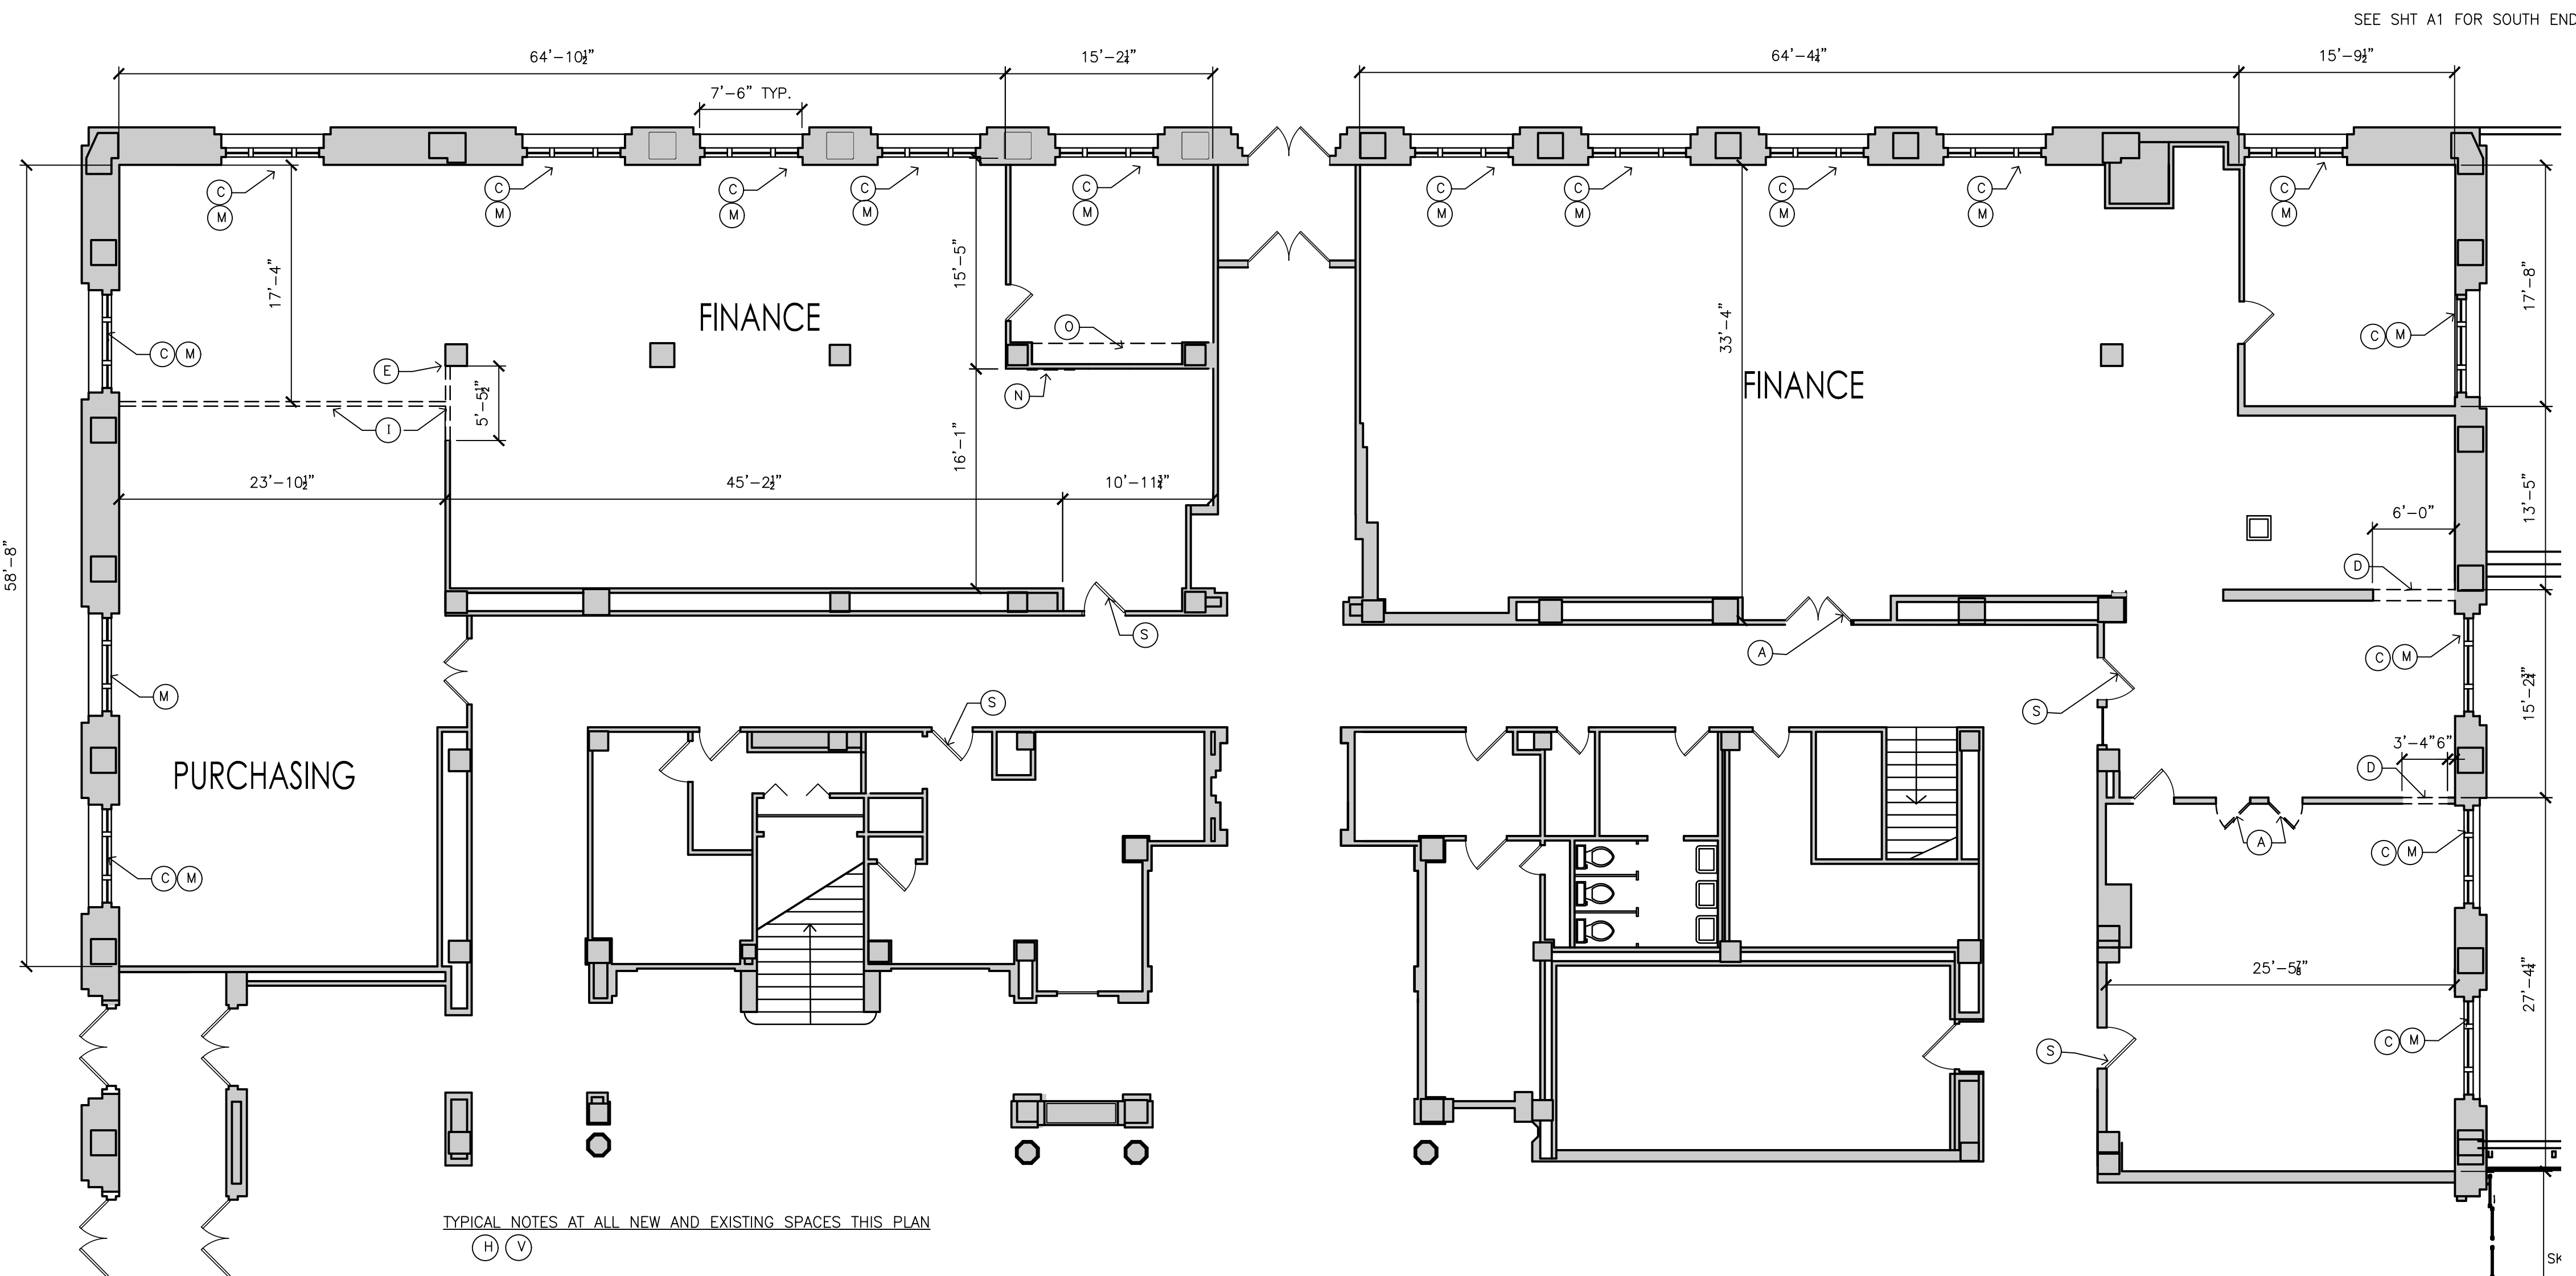 SEE SHT A1 FOR SOUTH END
64'-10½"
15'-2¼"
64'-4¼"
15'-9½"
7'-6" TYP.
C
M
C
M
C
M
C
M
C
M
C
M
C
M
C
M
C
M
C
M
17'-4"
15'-5"
17'-8"
FINANCE
O
33'-4"
C M
C M
E
5'-5½"
N
FINANCE
I
16'-1"
23'-10½"
45'-2½"
10'-11¾"
13'-5"
6'-0"
58'-8"
D
S
A
C M
M
S
S
15'-2¾"
3'-4" 6"
PURCHASING
D
A
C M
C M
25'-5⅞"
27'-4¼"
S
C M
TYPICAL NOTES AT ALL NEW AND EXISTING SPACES THIS PLAN
H V